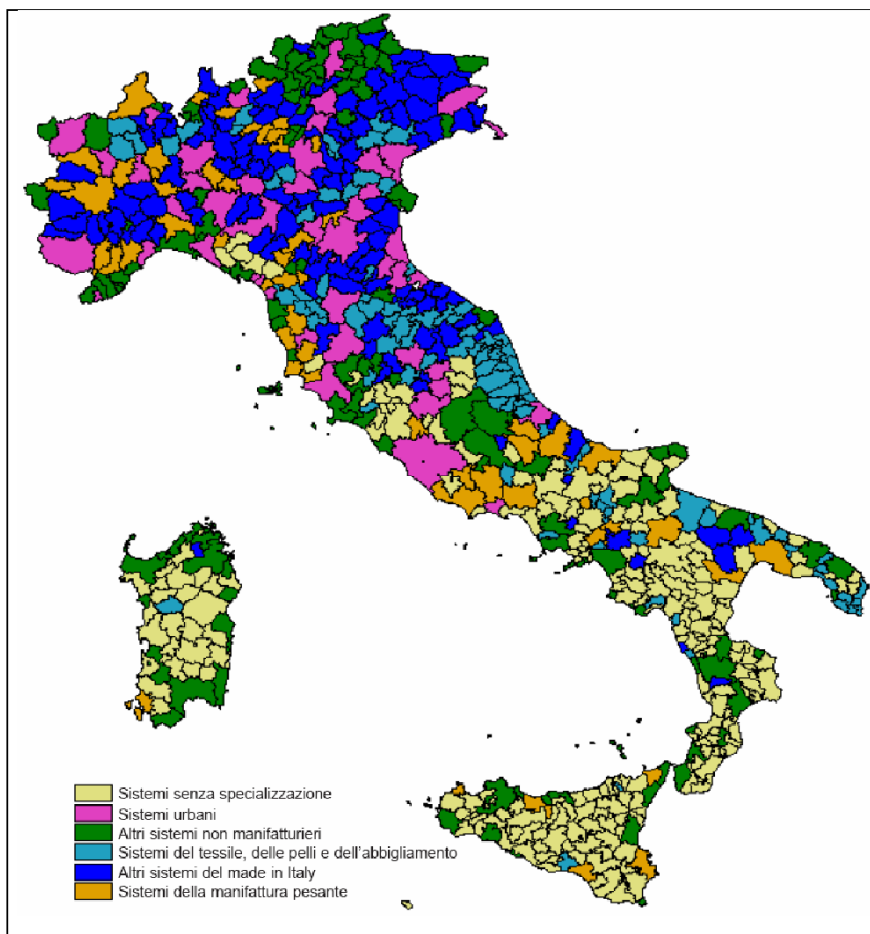 Sistemi senza specializzazione
Sistemi urbani
Altri sistemi non manifatturieri
Sistemi del tessile, delle pelli e dell'abbigliamento
Altri sistemi del made in Italy
Sistemi della manifattura pesante